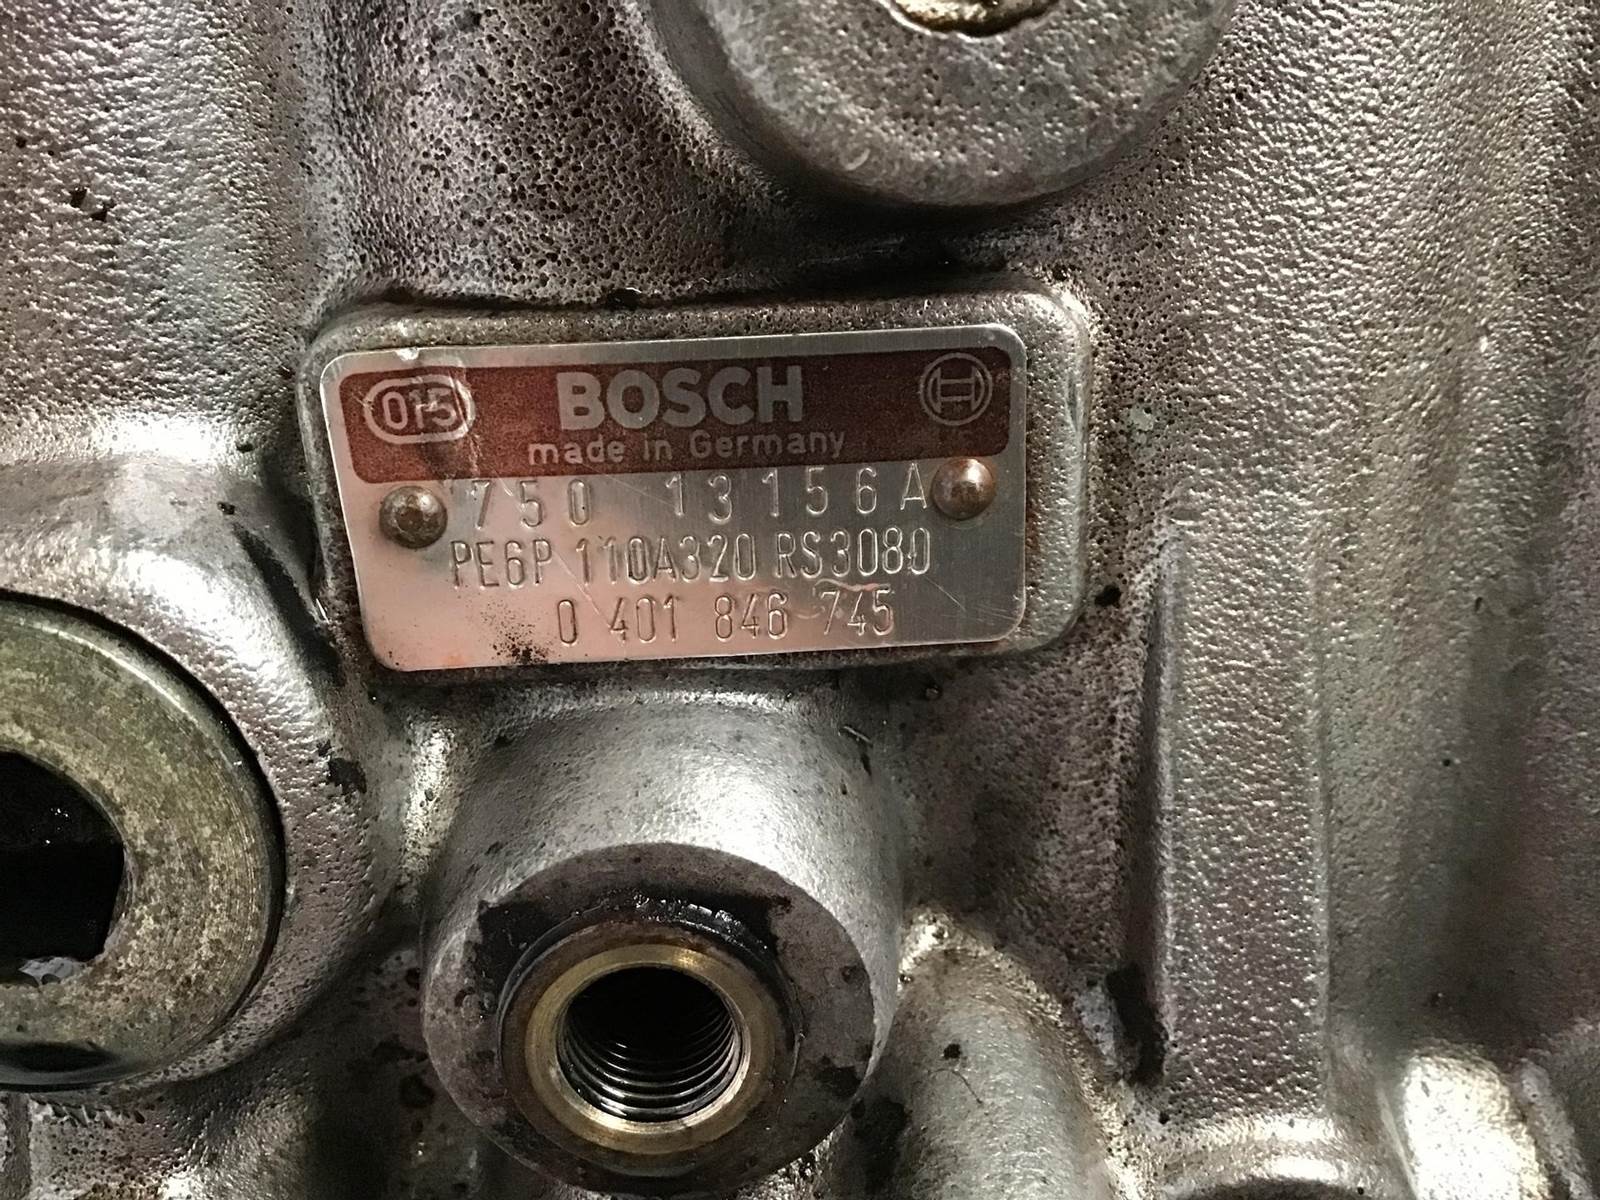 015 BOSCH
made in Germany
750 13156A
PE6P 110A320 RS3080
0 401 846 745